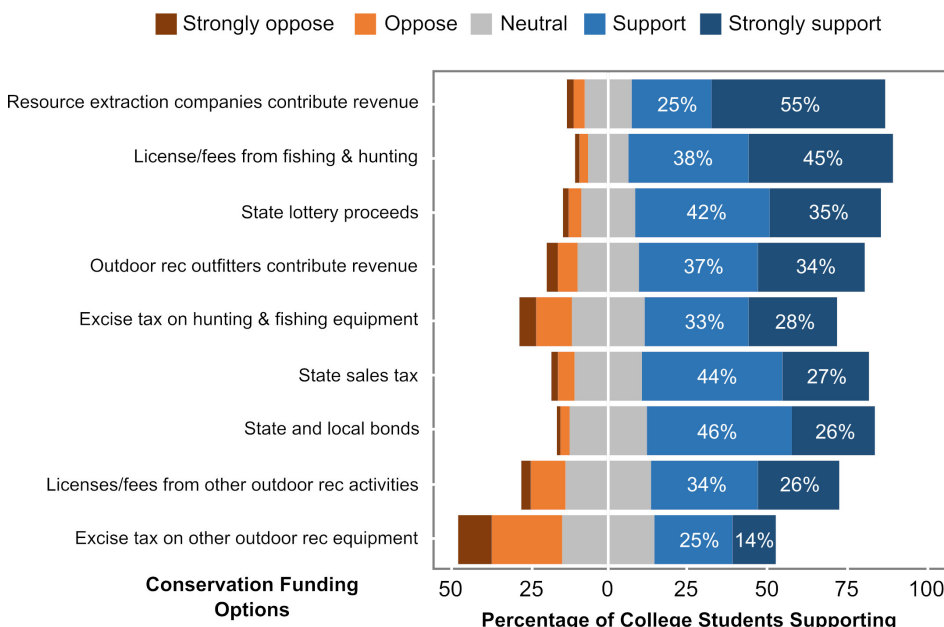 Strongly oppose Oppose Neutral Support Strongly support
Resource extraction companies contribute revenue 25% 55%
License/fees from fishing & hunting 38% 45%
State lottery proceeds 42% 35%
Outdoor rec outfitters contribute revenue 37% 34%
Excise tax on hunting & fishing equipment 33% 28%
State sales tax 44% 27%
State and local bonds 46% 26%
Licenses/fees from other outdoor rec activities 34% 26%
Excise tax on other outdoor rec equipment 25% 14%
50 25 0 25 50 75 100
Conservation Funding
Options
Percentage of College Students Supporting